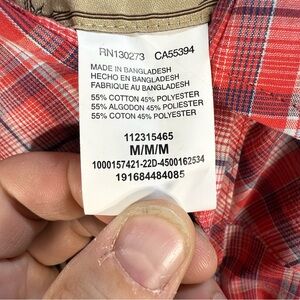 RN130273 CA55394
MADE IN BANGLADESH
HECHO EN BANGLADESH
FABRIQUE AU BANGLADESH
55% COTTON 45% POLYESTER
55% ALGODON 45% POLIESTER
55% COTON 45% POLYESTER
112315465
M/M/M
1000157421-22D-4500162534
191684484085